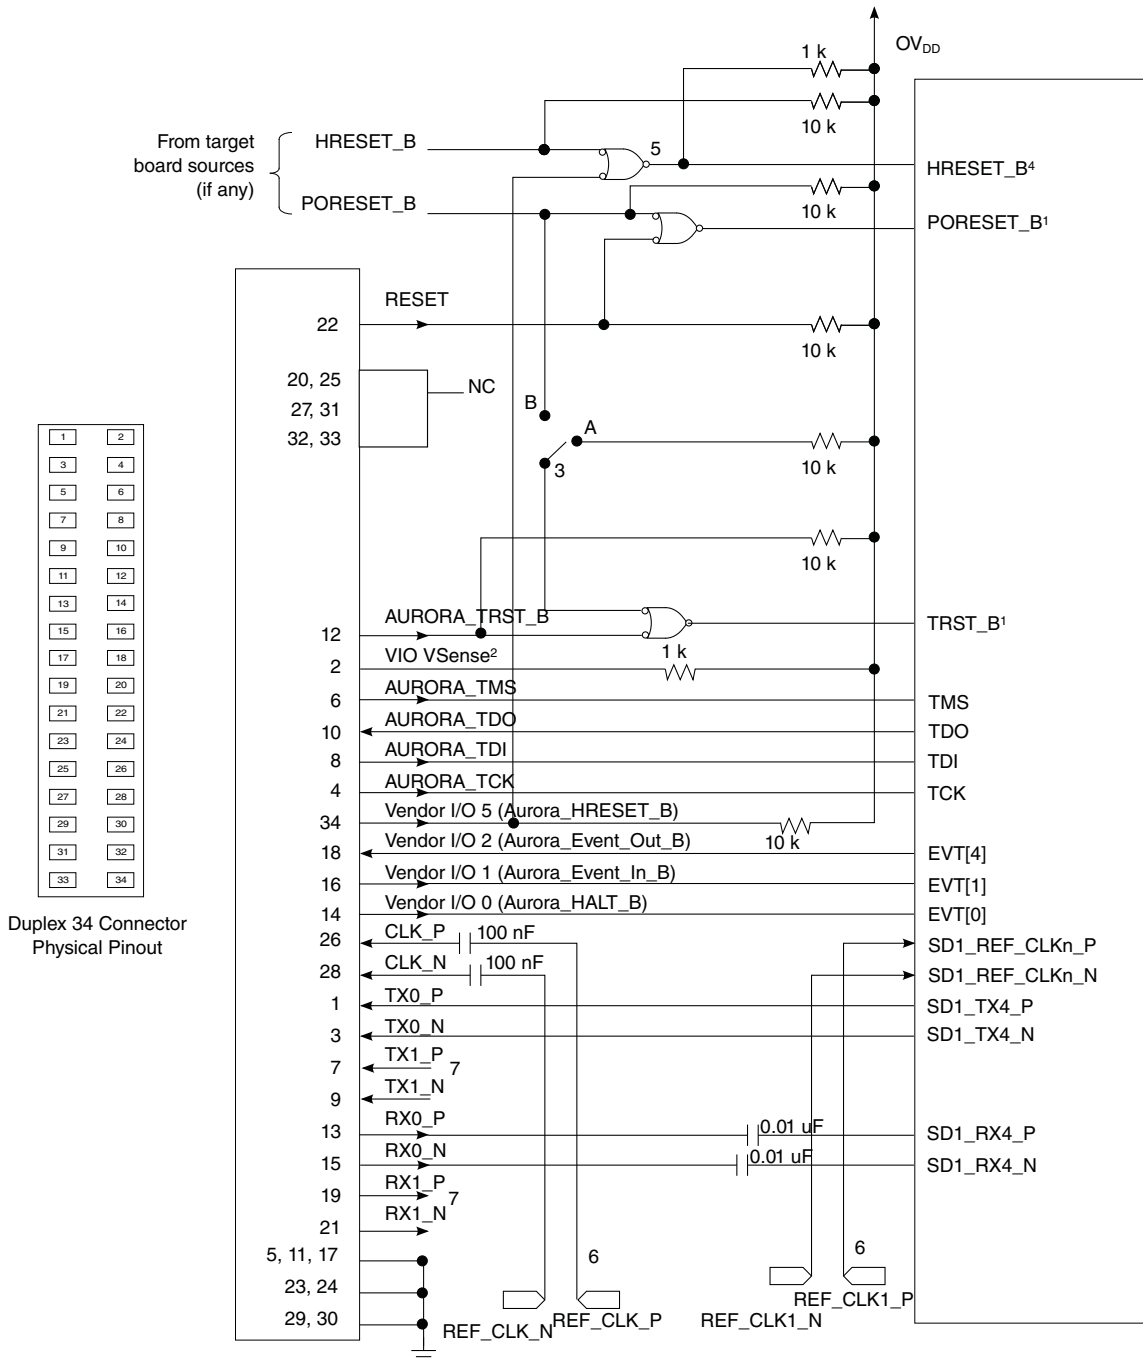 OVDD
1 k
10 k
From target
board sources
(if any)
HRESET_B
5
HRESET_B4
PORESET_B
10 k
PORESET_B1
RESET
22
10 k
20, 25
27, 31
32, 33
NC
B
A
3
10 k
10 k
AURORA_TRST_B
12
TRST_B1
VIO VSense2
2
1 k
AURORA_TMS
6
TMS
AURORA_TDO
10
TDO
AURORA_TDI
8
TDI
AURORA_TCK
4
TCK
Vendor I/O 5 (Aurora_HRESET_B)
34
10 k
Vendor I/O 2 (Aurora_Event_Out_B)
18
EVT[4]
Vendor I/O 1 (Aurora_Event_In_B)
16
EVT[1]
Vendor I/O 0 (Aurora_HALT_B)
14
EVT[0]
CLK_P
100 nF
26
SD1_REF_CLKn_P
CLK_N
100 nF
28
SD1_REF_CLKn_N
TX0_P
1
SD1_TX4_P
TX0_N
3
SD1_TX4_N
TX1_P
7
7
TX1_N
9
RX0_P
13
0.01 uF
SD1_RX4_P
RX0_N
15
0.01 uF
SD1_RX4_N
RX1_P
19
7
RX1_N
21
5, 11, 17
23, 24
29, 30
6
REF_CLK_N
REF_CLK_P
6
REF_CLK1_N
REF_CLK1_P
1 2
3 4
5 6
7 8
9 10
11 12
13 14
15 16
17 18
19 20
21 22
23 24
25 26
27 28
29 30
31 32
33 34
Duplex 34 Connector
Physical Pinout